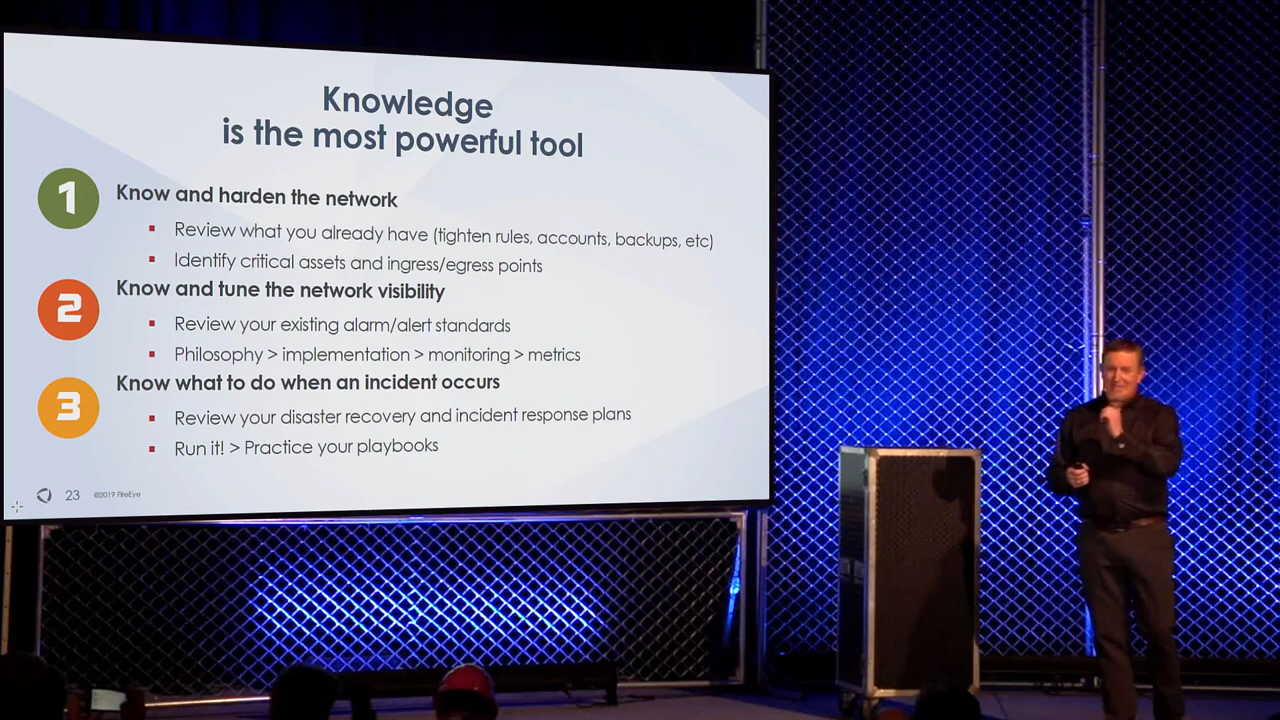 Knowledge
is the most powerful tool
1
Know and harden the network
Review what you already have (tighten rules, accounts, backups, etc)
Identify critical assets and ingress/egress points
2
Know and tune the network visibility
Review your existing alarm/alert standards
Philosophy > implementation > monitoring > metrics
3
Know what to do when an incident occurs
Review your disaster recovery and incident response plans
Run it! > Practice your playbooks
23 ©2019 FireEye